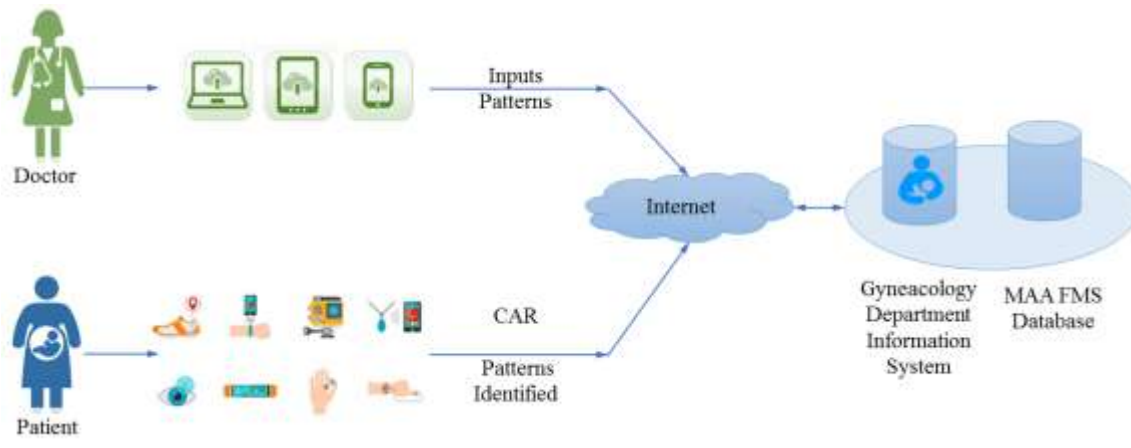 Doctor
Inputs
Patterns
Internet
Gyneacology
Department
Information
System
MAA FMS
Database
Patient
CAR
Patterns
Identified